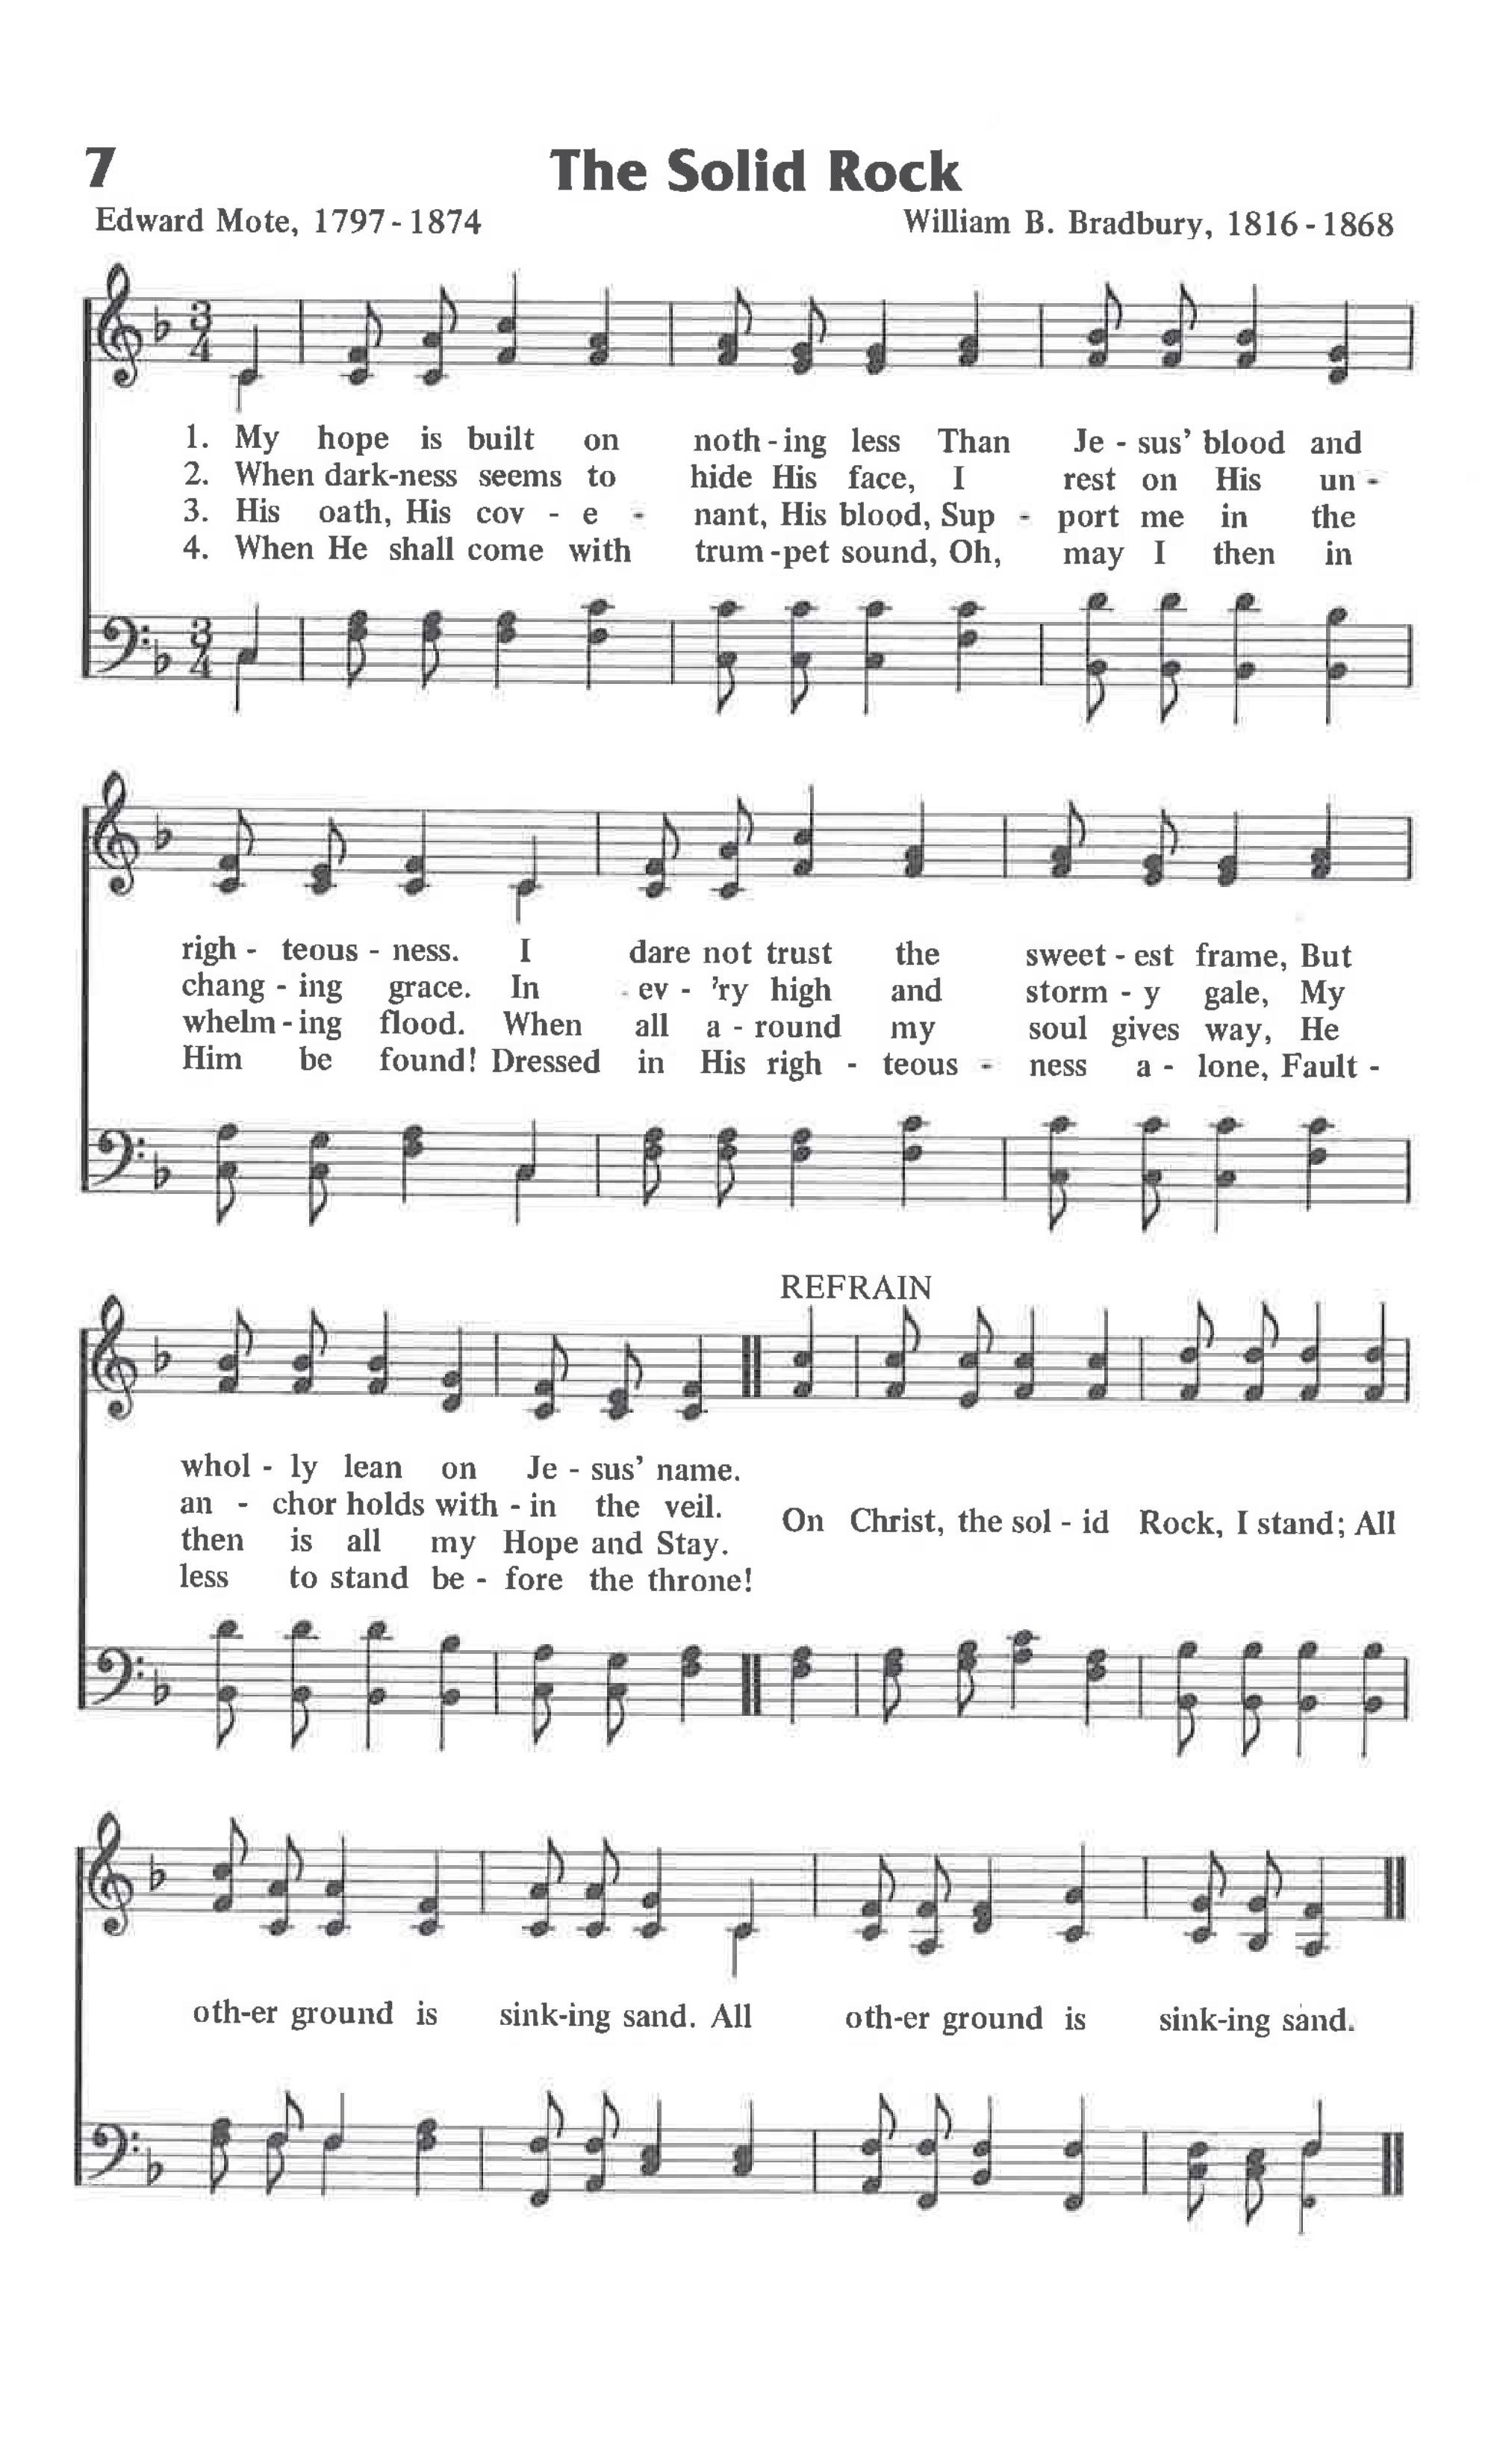 7 The Solid Rock
Edward Mote, 1797-1874 William B. Bradbury, 1816-1868
3 4
1. My hope is built on noth-ing less Than Je-sus’ blood and
2. When dark-ness seems to hide His face, I rest on His un-
3. His oath, His cov-e-nant, His blood, Sup-port me in the
4. When He shall come with trum-pet sound, Oh, may I then in
3 4
righ-teous-ness. I dare not trust the sweet-est frame, But
chang-ing grace. In ev-’ry high and storm-y gale, My
whelm-ing flood. When all a-round my soul gives way, He
Him be found! Dressed in His righ-teous-ness a-lone, Fault-
REFRAIN
whol-ly lean on Je-sus’ name.
an-chor holds with-in the veil.
then is all my Hope and Stay.
less to stand be-fore the throne!
On Christ, the sol-id Rock, I stand; All
oth-er ground is sink-ing sand. All oth-er ground is sink-ing sand.